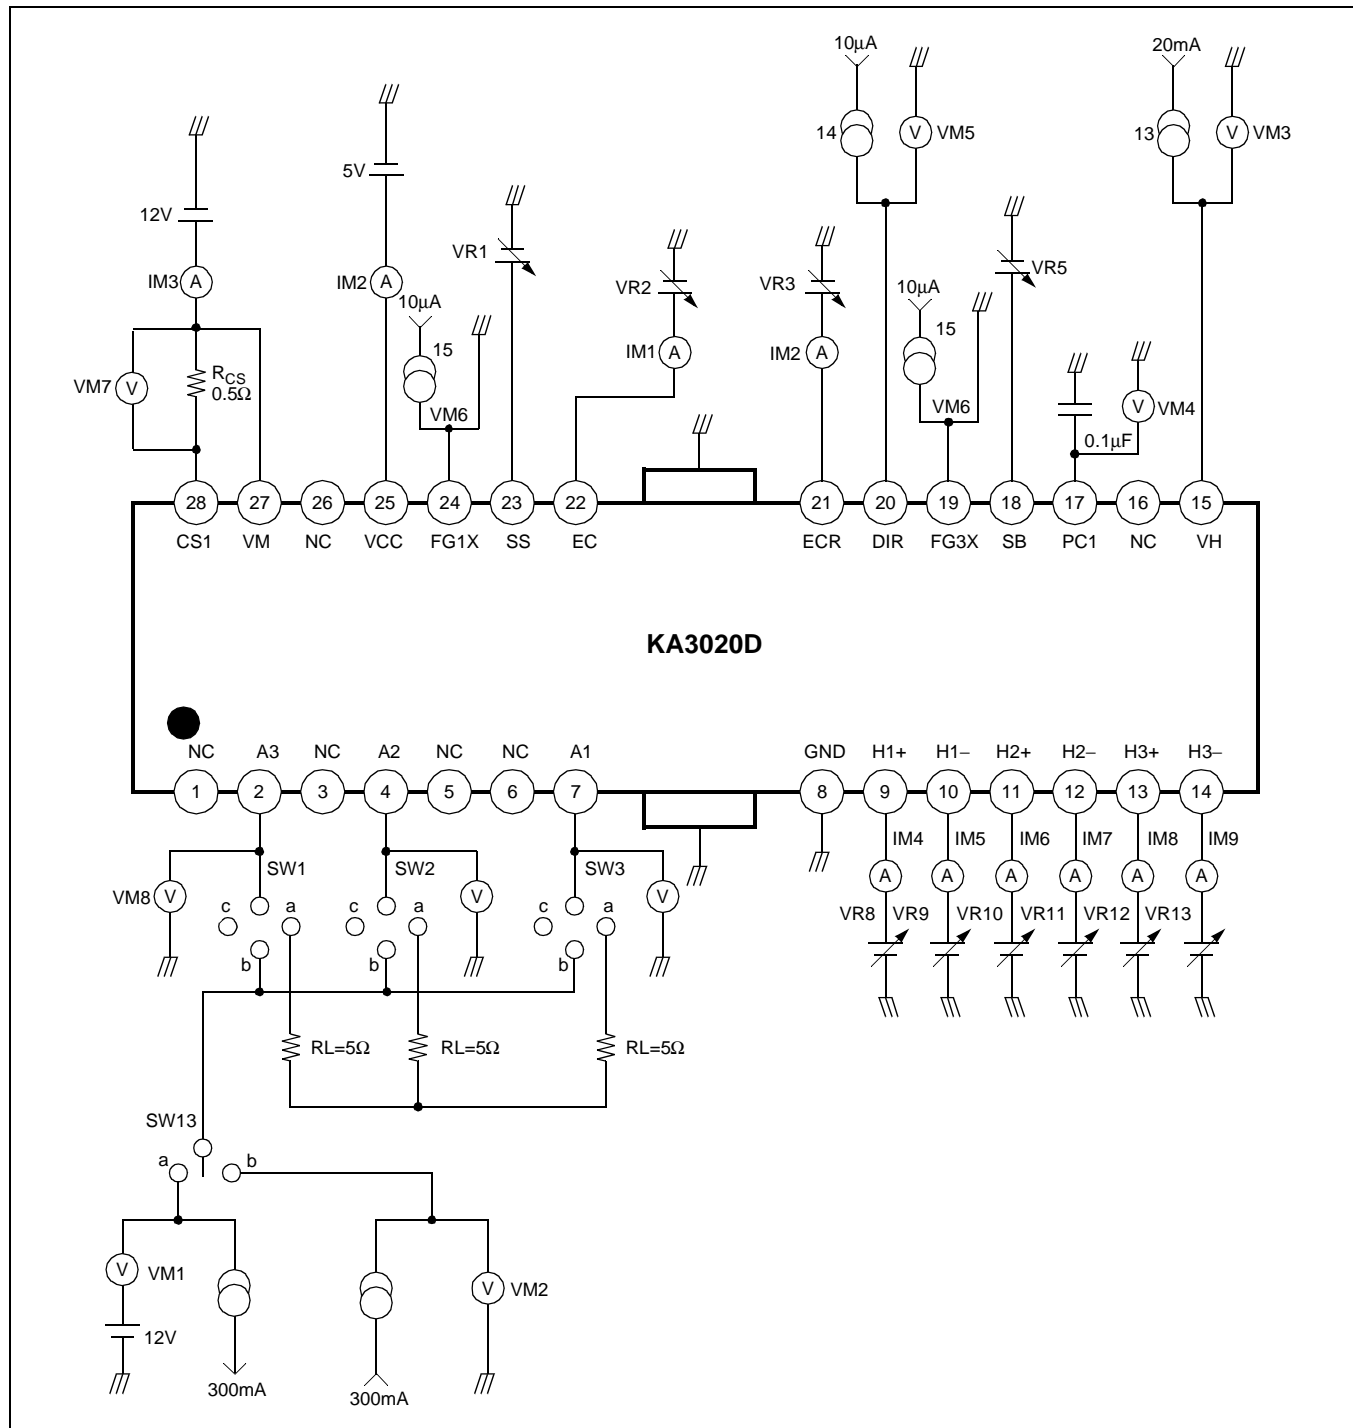 10μA
20mA
14
V
VM5
13
V
VM3
5V
12V
VR1
VR2
VR3
VR5
IM3
A
IM2
A
10μA
15
VM6
IM1
A
IM2
A
10μA
15
VM6
VM7
V
RCS
0.5Ω
0.1μF
V
VM4
28 27 26 25 24 23 22 21 20 19 18 17 16 15
CS1 VM NC VCC FG1X SS EC ECR DIR FG3X SB PC1 NC VH
KA3020D
NC A3 NC A2 NC NC A1 GND H1+ H1– H2+ H2– H3+ H3–
1 2 3 4 5 6 7 8 9 10 11 12 13 14
IM4 IM5 IM6 IM7 IM8 IM9
SW1 SW2 SW3
VM8 V V V
A A A A A A
c a c a c a
b b b
VR8 VR9 VR10 VR11 VR12 VR13
RL=5Ω RL=5Ω RL=5Ω
SW13
a b
V VM1
V VM2
12V
300mA
300mA